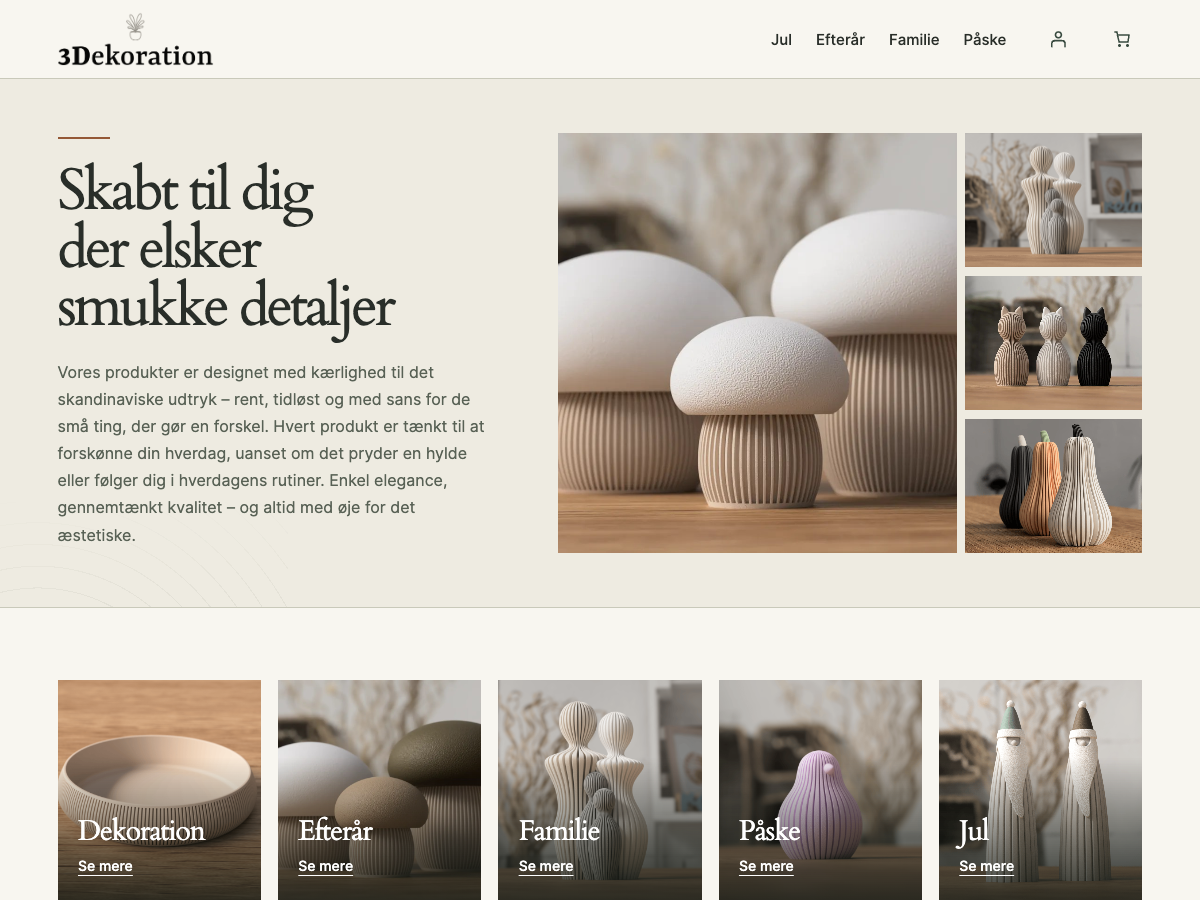 3Dekoration
Jul Efterår Familie Påske
Skabt til dig
der elsker
smukke detaljer
Vores produkter er designet med kærlighed til det
skandinaviske udtryk – rent, tidløst og med sans for de
små ting, der gør en forskel. Hvert produkt er tænkt til at
forskønne din hverdag, uanset om det pryder en hylde
eller følger dig i hverdagens rutiner. Enkel elegance,
gennemtænkt kvalitet – og altid med øje for det
æstetiske.
Dekoration
Se mere
Efterår
Se mere
Familie
Se mere
Påske
Se mere
Jul
Se mere